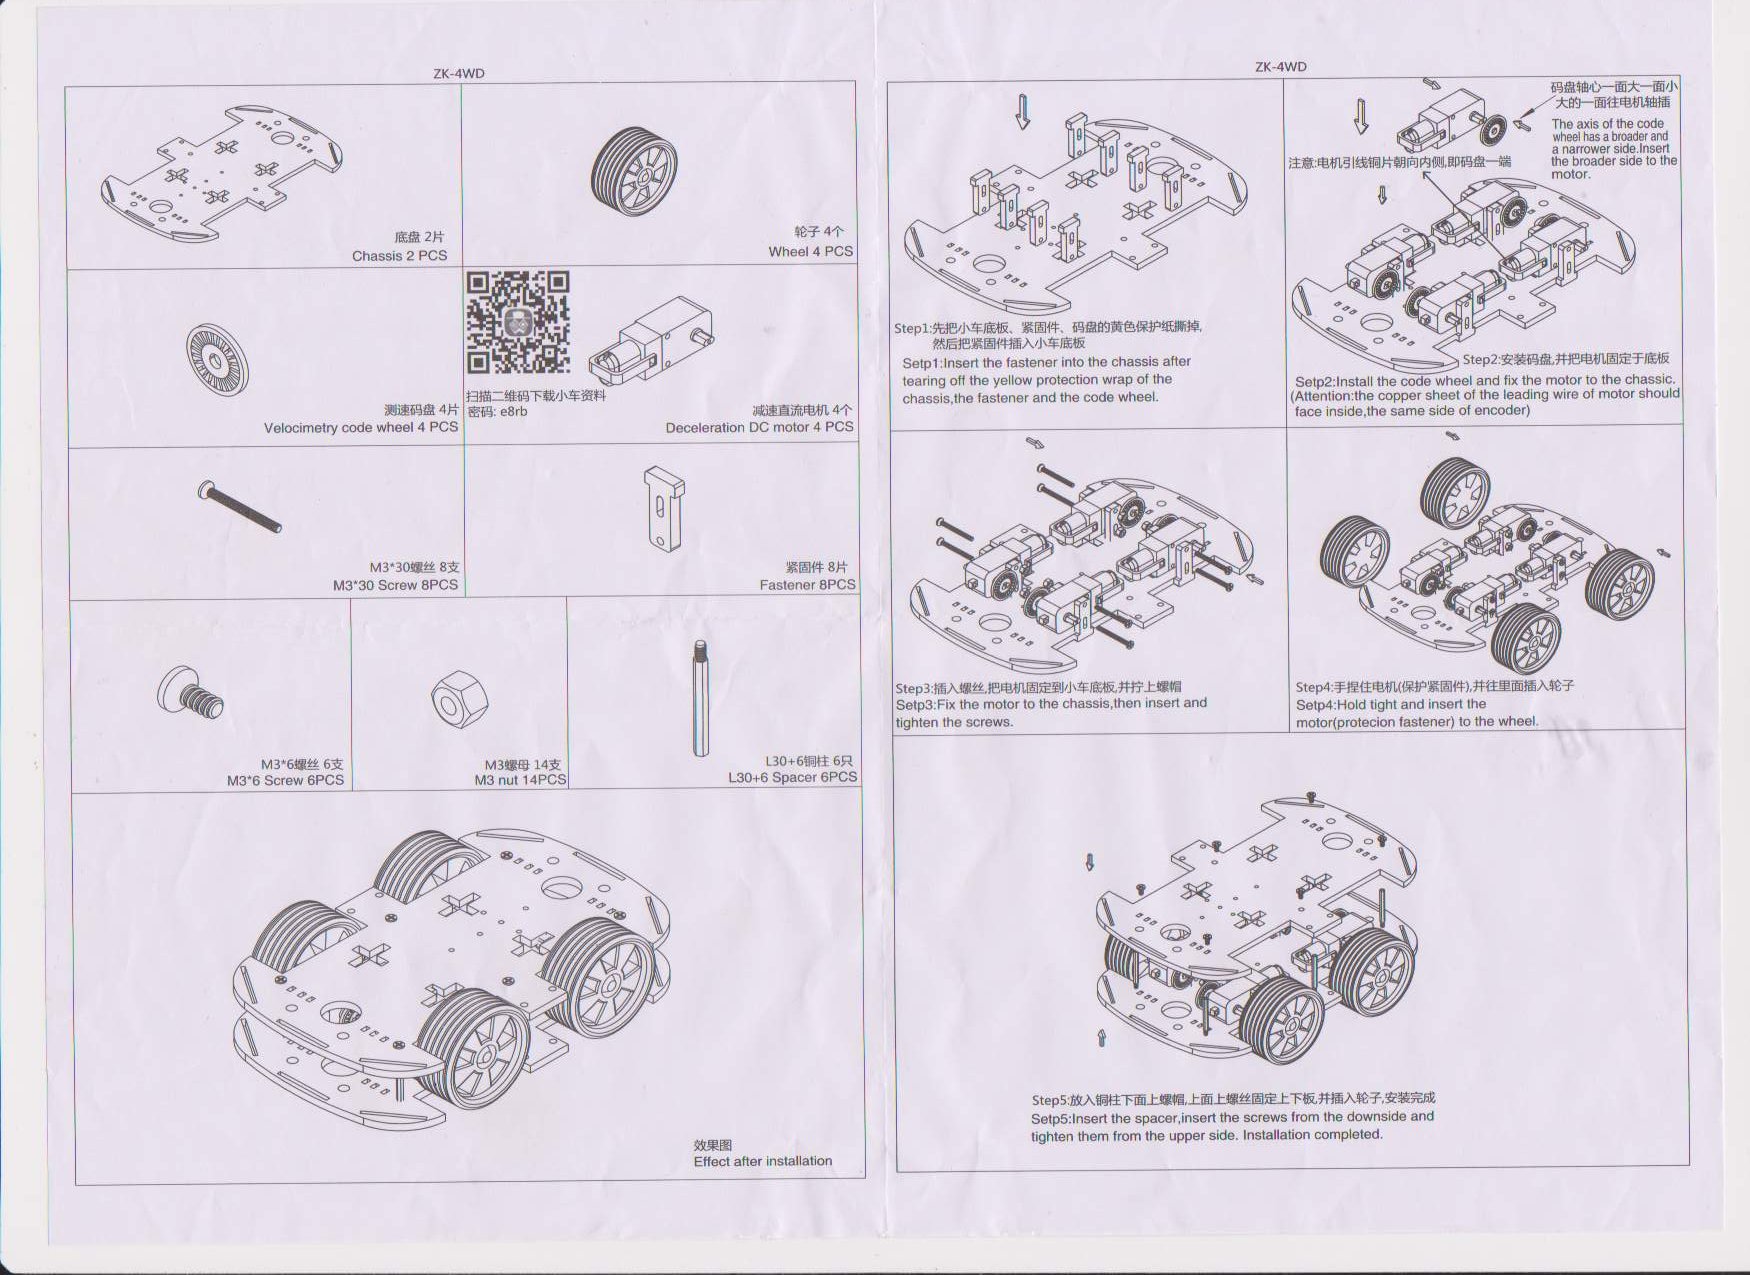 ZK-4WD
底盘 2片
Chassis 2 PCS
轮子 4个
Wheel 4 PCS
测速码盘 4片
Velocimetry code wheel 4 PCS
扫描二维码下载小车资料
密码: e8rb
减速直流电机 4个
Deceleration DC motor 4 PCS
M3*30螺丝 8支
M3*30 Screw 8PCS
紧固件 8片
Fastener 8PCS
M3*6螺丝 6支
M3*6 Screw 6PCS
M3螺母 14支
M3 nut 14PCS
L30+6铜柱 6只
L30+6 Spacer 6PCS
效果图
Effect after installation
ZK-4WD
Step1:先把小车底板、紧固件、码盘的黄色保护纸撕掉,
然后把紧固件插入小车底板
Setp1:Insert the fastener into the chassis after
tearing off the yellow protection wrap of the
chassis,the fastener and the code wheel.
码盘轴心一面大一面小
大的一面往电机轴插
The axis of the code
wheel has a broader and
a narrower side.Insert
the broader side to the
motor.
注意:电机引线铜片朝向内侧,即码盘一端
Step2:安装码盘,并把电机固定于底板
Setp2:Install the code wheel and fix the motor to the chassis.
(Attention:the copper sheet of the leading wire of motor should
face inside,the same side of encoder)
Step3:插入螺丝,把电机固定到小车底板,并拧上螺帽
Setp3:Fix the motor to the chassis,then insert and
tighten the screws.
Step4:手捏住电机(保护紧固件),并往里面插入轮子
Setp4:Hold tight and insert the
motor(protecion fastener) to the wheel.
Step5:放入铜柱下面上螺帽,上面上螺丝固定上下板,并插入轮子,安装完成
Setp5:Insert the spacer,insert the screws from the downside and
tighten them from the upper side. Installation completed.